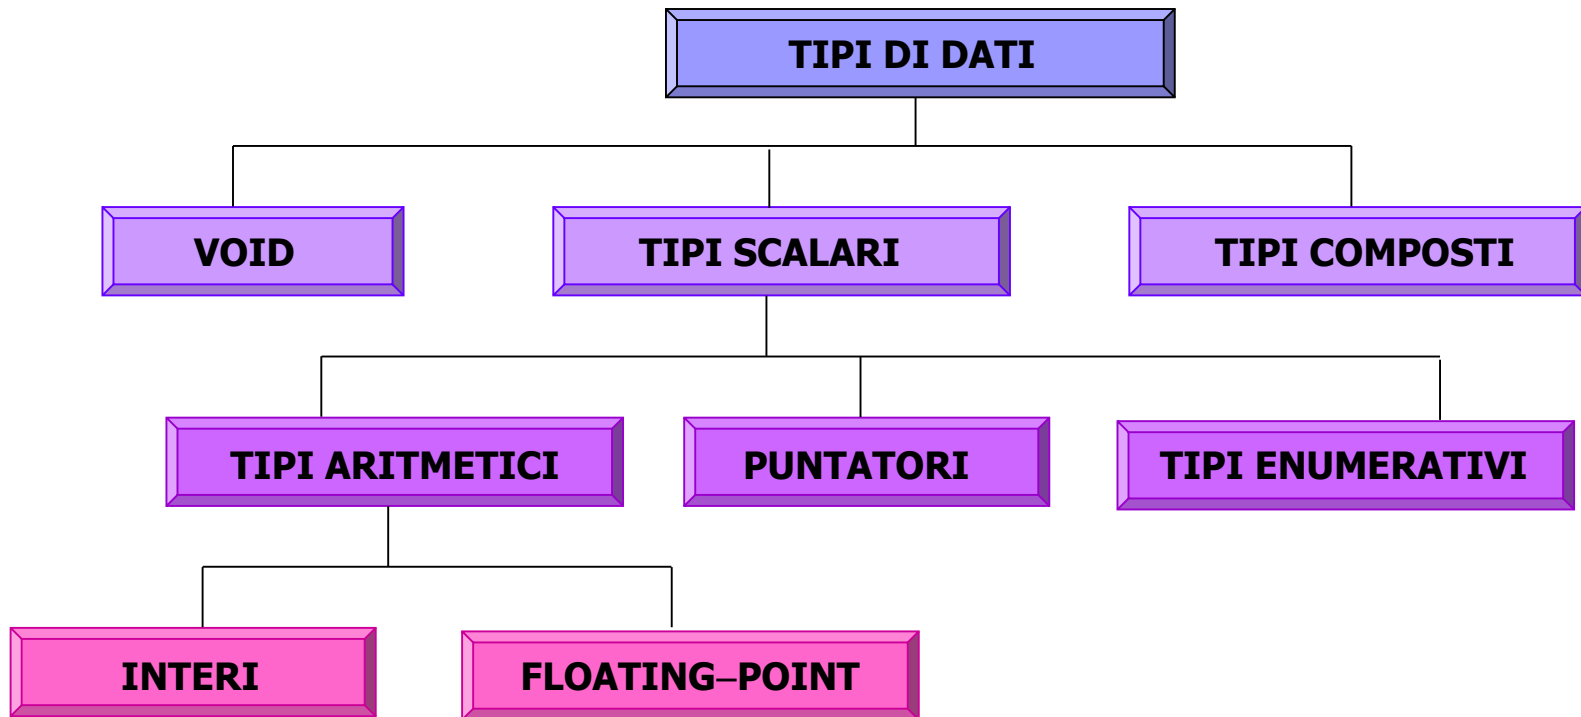 TIPI DI DATI
VOID
TIPI SCALARI
TIPI COMPOSTI
TIPI ARITMETICI
PUNTATORI
TIPI ENUMERATIVI
INTERI
FLOATING–POINT